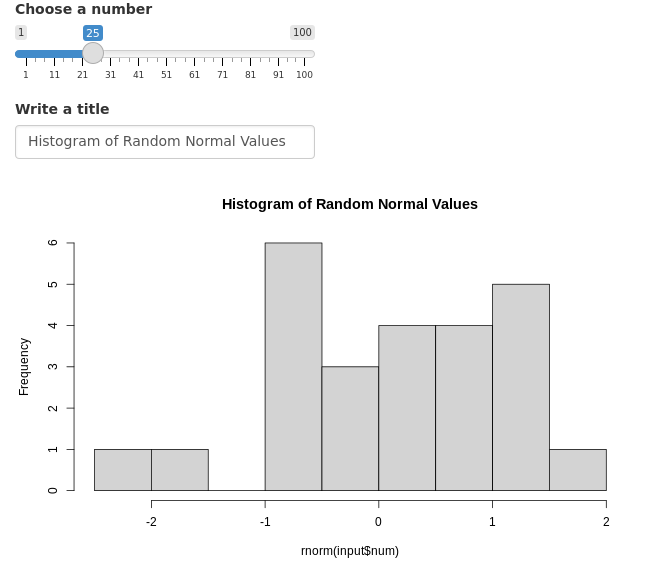 Choose a number
1 25 100
1 11 21 31 41 51 61 71 81 91 100
Write a title
Histogram of Random Normal Values
Histogram of Random Normal Values
6
5
4
3
2
1
0
Frequency
-2 -1 0 1 2
rnorm(input$num)